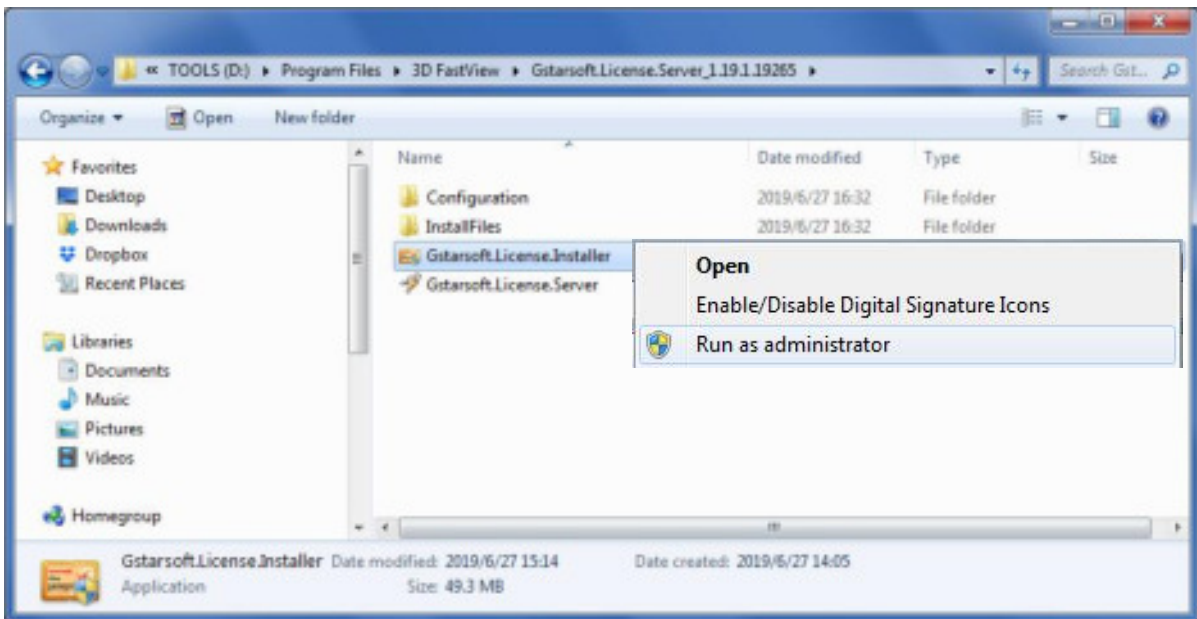 « TOOLS (D:) ▸ Program Files ▸ 3D FastView ▸ Gstarsoft.License.Server_1.19.1.19265 ▸
Search Gst...
Organize
Open
New folder
Favorites
Desktop
Downloads
Dropbox
Recent Places
Libraries
Documents
Music
Pictures
Videos
Homegroup
Name Date modified Type Size
Configuration 2019/6/27 16:32 File folder
InstallFiles 2019/6/27 16:32 File folder
Gstarsoft.License.Installer
Gstarsoft.License.Server
Open
Enable/Disable Digital Signature Icons
Run as administrator
Gstarsoft.License.Installer Date modified: 2019/6/27 15:14 Date created: 2019/6/27 14:05
Application Size: 49.3 MB